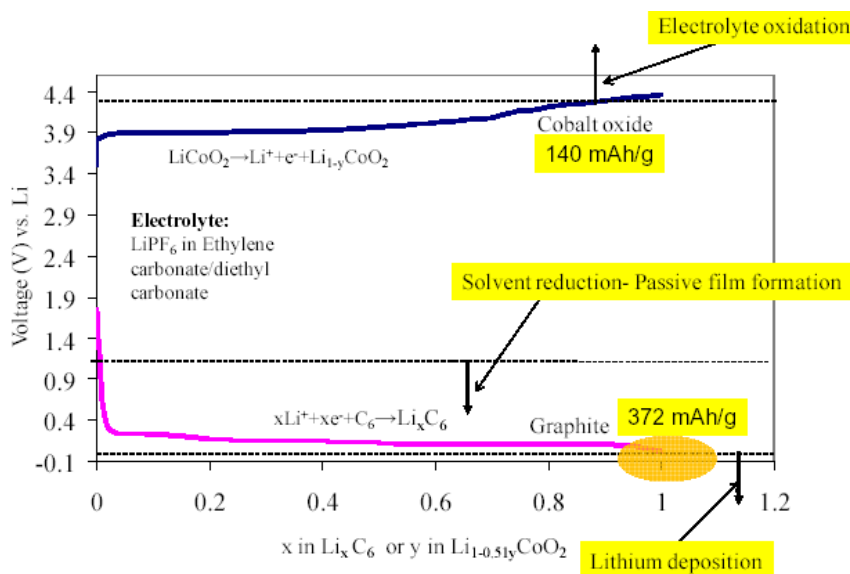 Electrolyte oxidation
4.4
3.9
3.4
2.9
2.4
1.9
1.4
0.9
0.4
-0.1
Voltage (V) vs. Li
Cobalt oxide
140 mAh/g
LiCoO₂→Li⁺+e⁻+Li₁₋yCoO₂
Electrolyte:
LiPF₆ in Ethylene
carbonate/diethyl
carbonate
Solvent reduction- Passive film formation
xLi⁺+xe⁻+C₆→LiₓC₆
Graphite
372 mAh/g
0
0.2
0.4
0.6
0.8
1
1.2
x in LiₓC₆ or y in Li₁₋₀.₅₁yCoO₂
Lithium deposition